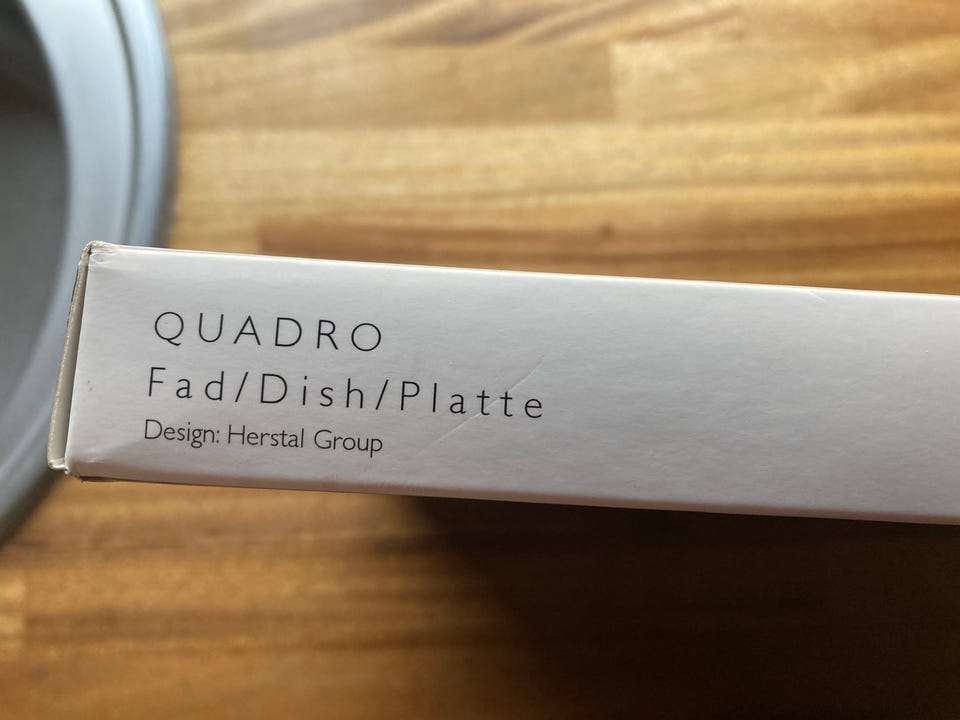 QUADRO
Fad/Dish/Platte
Design: Herstal Group